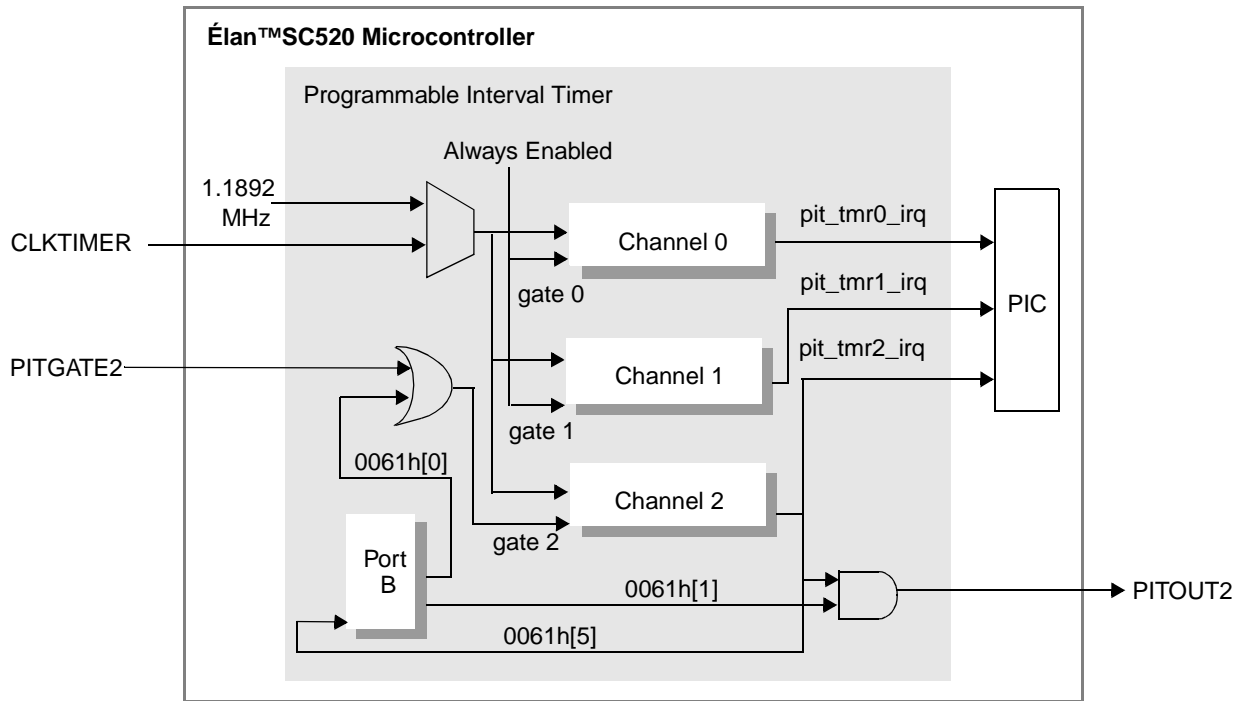 Élan™SC520 Microcontroller
Programmable Interval Timer
Always Enabled
1.1892
MHz
CLKTIMER
Channel 0
gate 0
pit_tmr0_irq
pit_tmr1_irq
PIC
PITGATE2
Channel 1
gate 1
pit_tmr2_irq
0061h[0]
Channel 2
gate 2
Port
B
0061h[1]
PITOUT2
0061h[5]